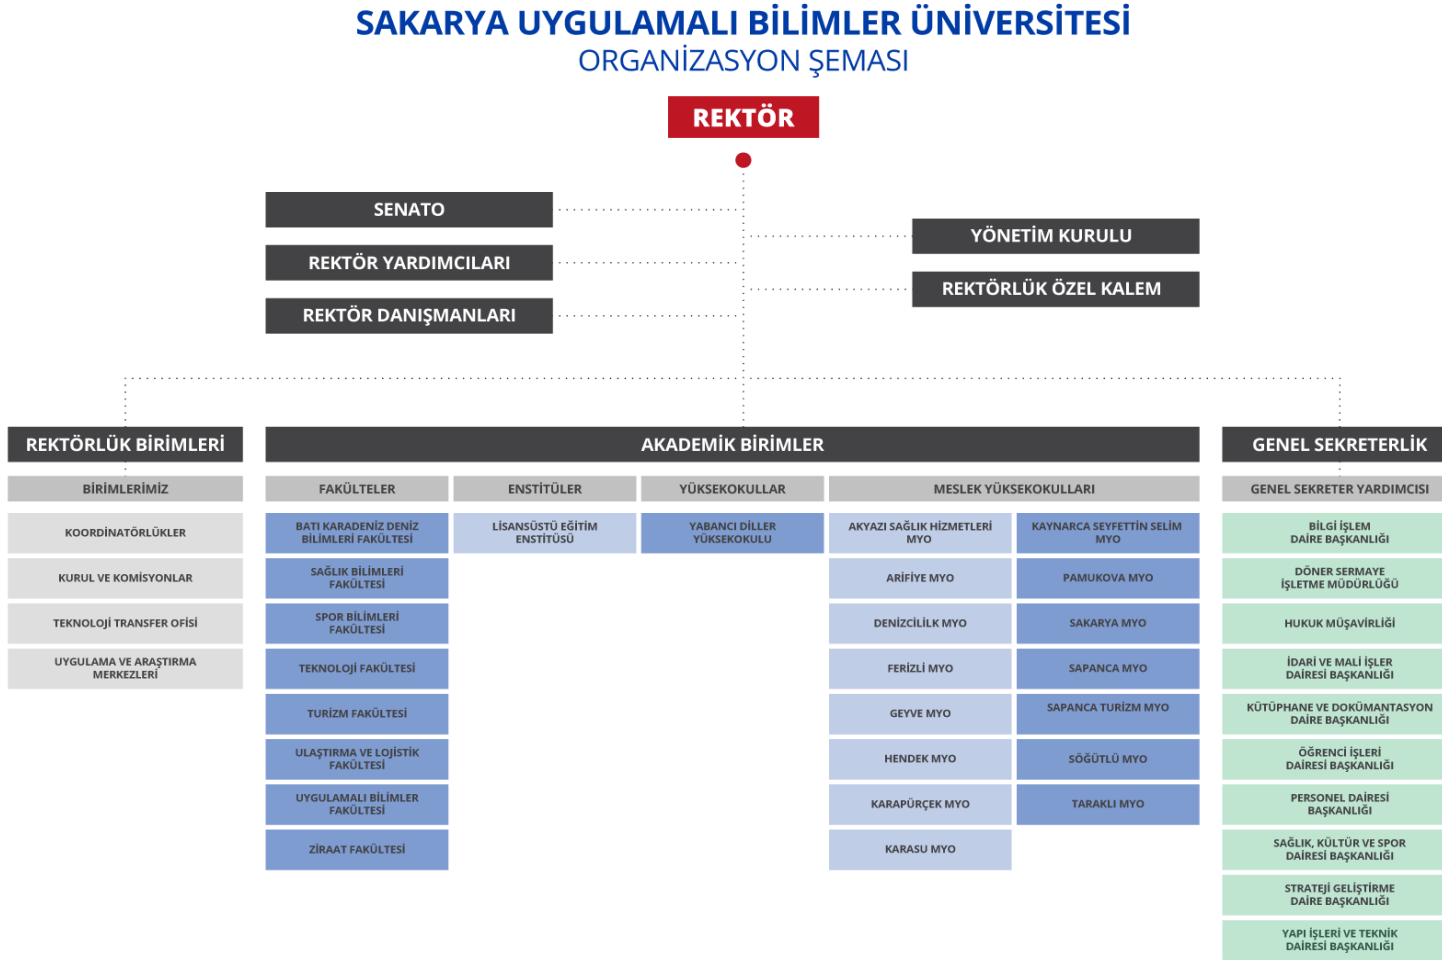 SAKARYA UYGULAMALI BİLİMLER ÜNİVERSİTESİ
ORGANİZASYON ŞEMASI
REKTÖR
SENATO
REKTÖR YARDIMCILARI
REKTÖR DANIŞMANLARI
YÖNETİM KURULU
REKTÖRLÜK ÖZEL KALEM
REKTÖRLÜK BİRİMLERİ
BİRİMLERİMİZ
KOORDİNATÖRLÜKLER
KURUL VE KOMİSYONLAR
TEKNOLOJİ TRANSFER OFİSİ
UYGULAMA VE ARAŞTIRMA
MERKEZLERİ
AKADEMİK BİRİMLER
FAKÜLTELER
BATI KARADENİZ DENİZ
BİLİMLERİ FAKÜLTESİ
SAĞLIK BİLİMLERİ
FAKÜLTESİ
SPOR BİLİMLERİ
FAKÜLTESİ
TEKNOLOJİ FAKÜLTESİ
TURİZM FAKÜLTESİ
ULAŞTIRMA VE LOJİSTİK
FAKÜLTESİ
UYGULAMALI BİLİMLER
FAKÜLTESİ
ZİRAAT FAKÜLTESİ
ENSTİTÜLER
LİSANSÜSTÜ EĞİTİM
ENSTİTÜSÜ
YÜKSEKOKULLAR
YABANCI DİLLER
YÜKSEKOKULU
MESLEK YÜKSEKOKULLARI
AKYAZI SAĞLIK HİZMETLERİ
MYO
ARİFİYE MYO
DENİZCİLİLK MYO
FERİZLİ MYO
GEYVE MYO
HENDEK MYO
KARAPÜRÇEK MYO
KARASU MYO
KAYNARCA SEYFETTİN SELİM
MYO
PAMUKOVA MYO
SAKARYA MYO
SAPANCA MYO
SAPANCA TURİZM MYO
SÖĞÜTLÜ MYO
TARAKLI MYO
GENEL SEKRETERLİK
GENEL SEKRETER YARDIMCISI
BİLGİ İŞLEM
DAİRE BAŞKANLIĞI
DÖNER SERMAYE
İŞLETME MÜDÜRLÜĞÜ
HUKUK MÜŞAVİRLİĞİ
İDARİ VE MALİ İŞLER
DAİRESİ BAŞKANLIĞI
KÜTÜPHANE VE DOKÜMANTASYON
DAİRE BAŞKANLIĞI
ÖĞRENCİ İŞLERİ
DAİRESİ BAŞKANLIĞI
PERSONEL DAİRESİ
BAŞKANLIĞI
SAĞLIK, KÜLTÜR VE SPOR
DAİRESİ BAŞKANLIĞI
STRATEJİ GELİŞTİRME
DAİRE BAŞKANLIĞI
YAPI İŞLERİ VE TEKNİK
DAİRESİ BAŞKANLIĞI